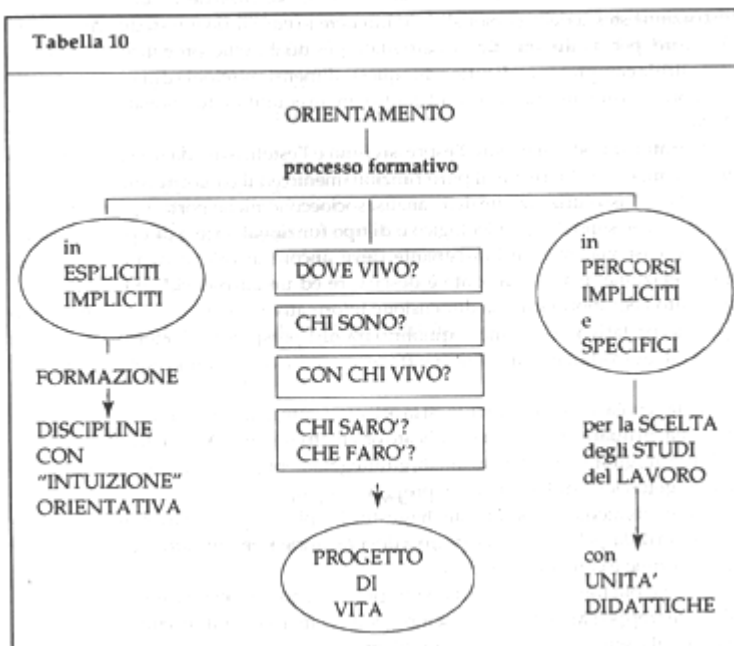 Tabella 10
ORIENTAMENTO
processo formativo
in
ESPLICITI
IMPLICITI
FORMAZIONE
DISCIPLINE
CON
"INTUIZIONE"
ORIENTATIVA
DOVE VIVO?
CHI SONO?
CON CHI VIVO?
CHI SARO'?
CHE FARO'?
PROGETTO
DI
VITA
in
PERCORSI
IMPLICITI
e
SPECIFICI
per la SCELTA
degli STUDI
del LAVORO
con
UNITA'
DIDATTICHE